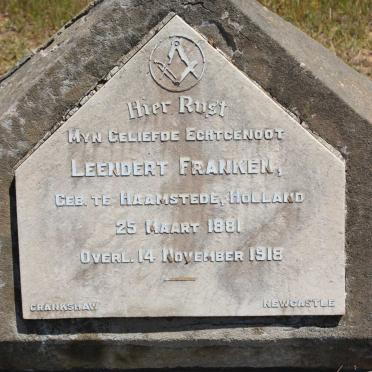 Hier Rust
Myn Geliefde Echtgenoot
Leendert Franken,
Geb. te Haamstede, Holland
25 Maart 1881
Overl. 14 November 1918
Crankshaw Newcastle